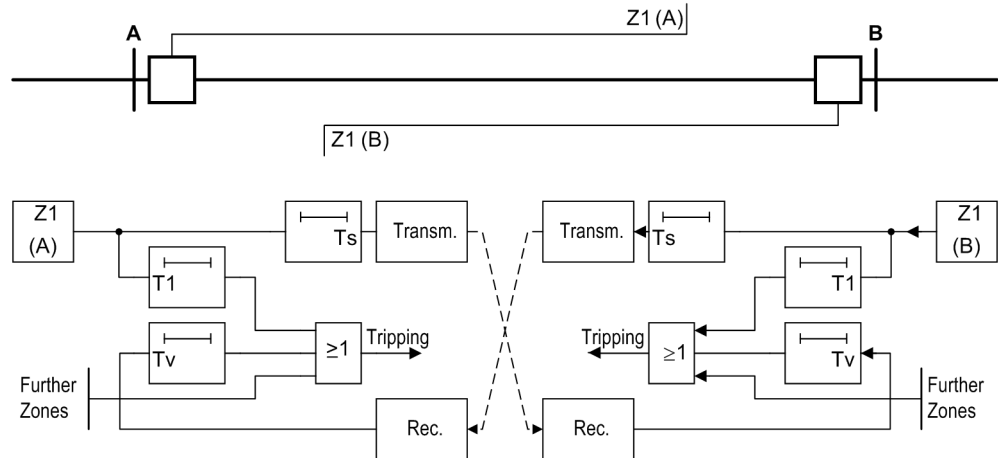 Z1 (A)
A
B
Z1 (B)
Z1
(A)
Ts
Transm.
Transm.
Ts
Z1
(B)
T1
T1
Tv
≥1
Tripping
Tripping
≥1
Tv
Further
Zones
Further
Zones
Rec.
Rec.